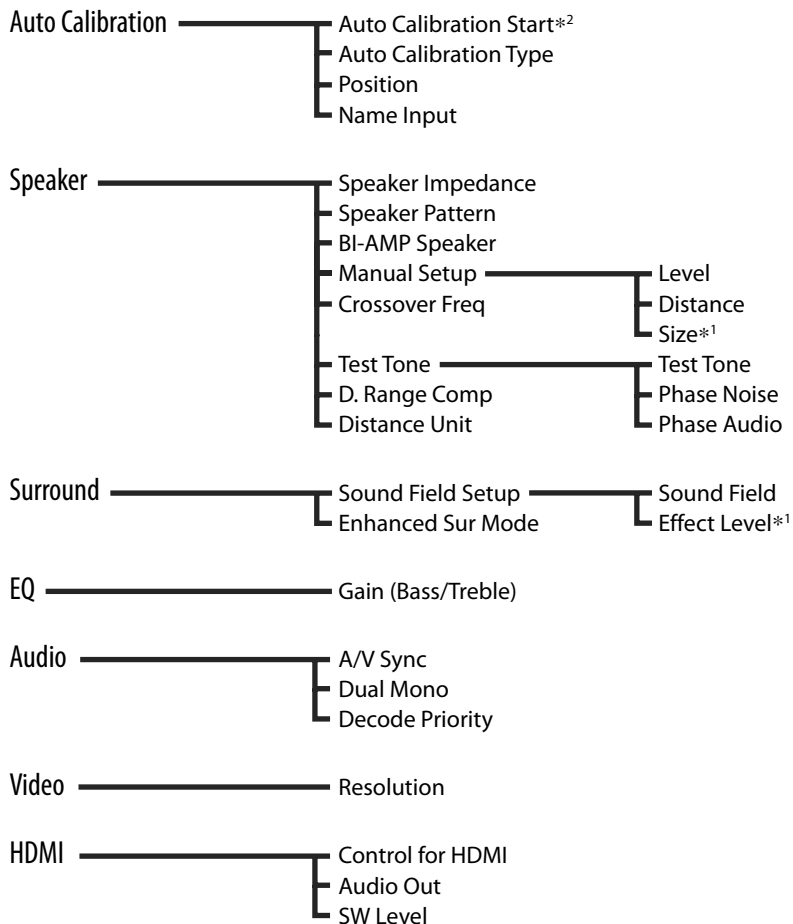 Auto Calibration
Auto Calibration Start*2
Auto Calibration Type
Position
Name Input
Speaker
Speaker Impedance
Speaker Pattern
BI-AMP Speaker
Manual Setup
Level
Crossover Freq
Distance
Size*1
Test Tone
Test Tone
D. Range Comp
Phase Noise
Distance Unit
Phase Audio
Surround
Sound Field Setup
Sound Field
Enhanced Sur Mode
Effect Level*1
EQ
Gain (Bass/Treble)
Audio
A/V Sync
Dual Mono
Decode Priority
Video
Resolution
HDMI
Control for HDMI
Audio Out
SW Level